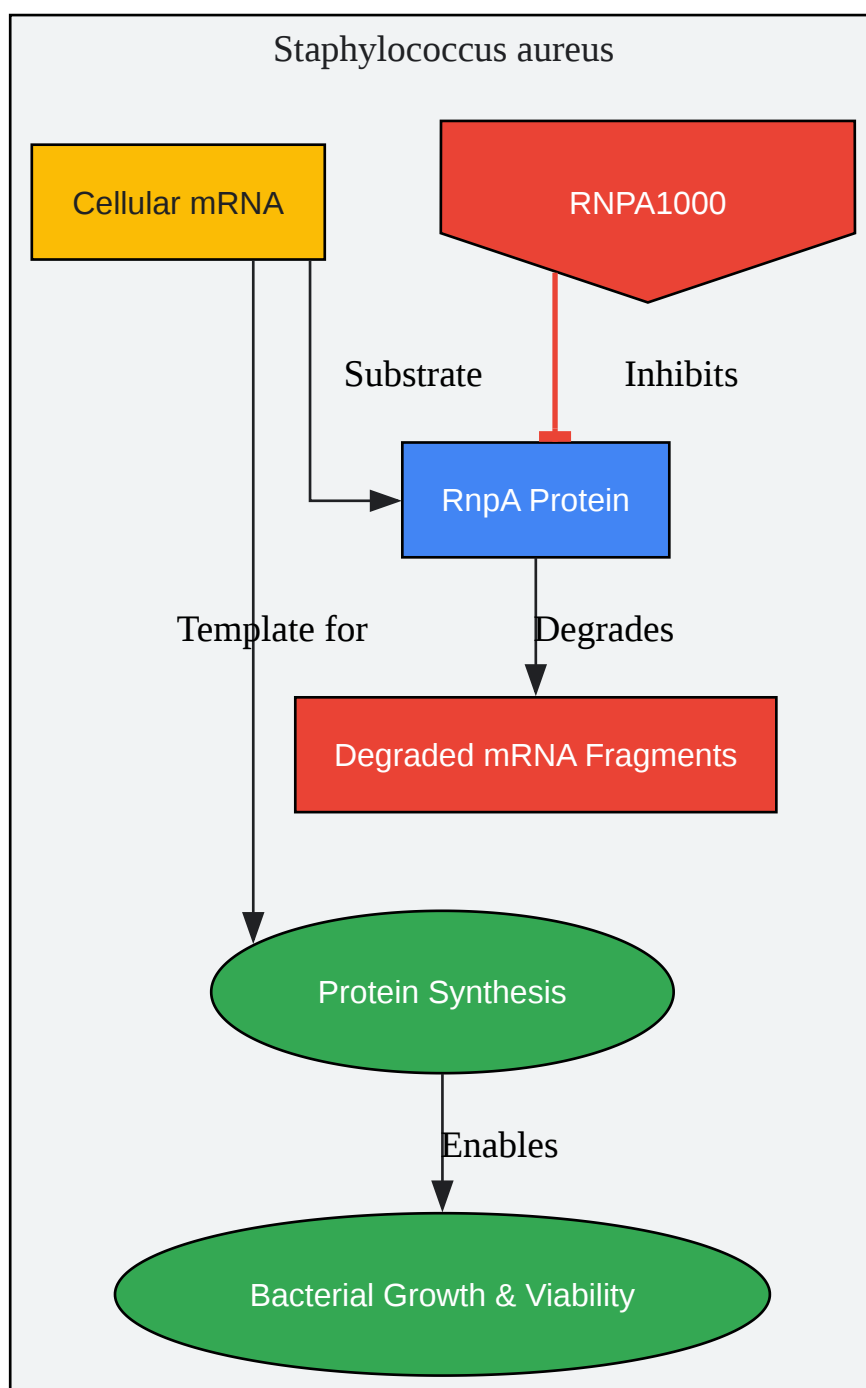 Staphylococcus aureus
Cellular mRNA
RNPA1000
Substrate
Inhibits
RnpA Protein
Template for
Degrades
Degraded mRNA Fragments
Protein Synthesis
Enables
Bacterial Growth & Viability